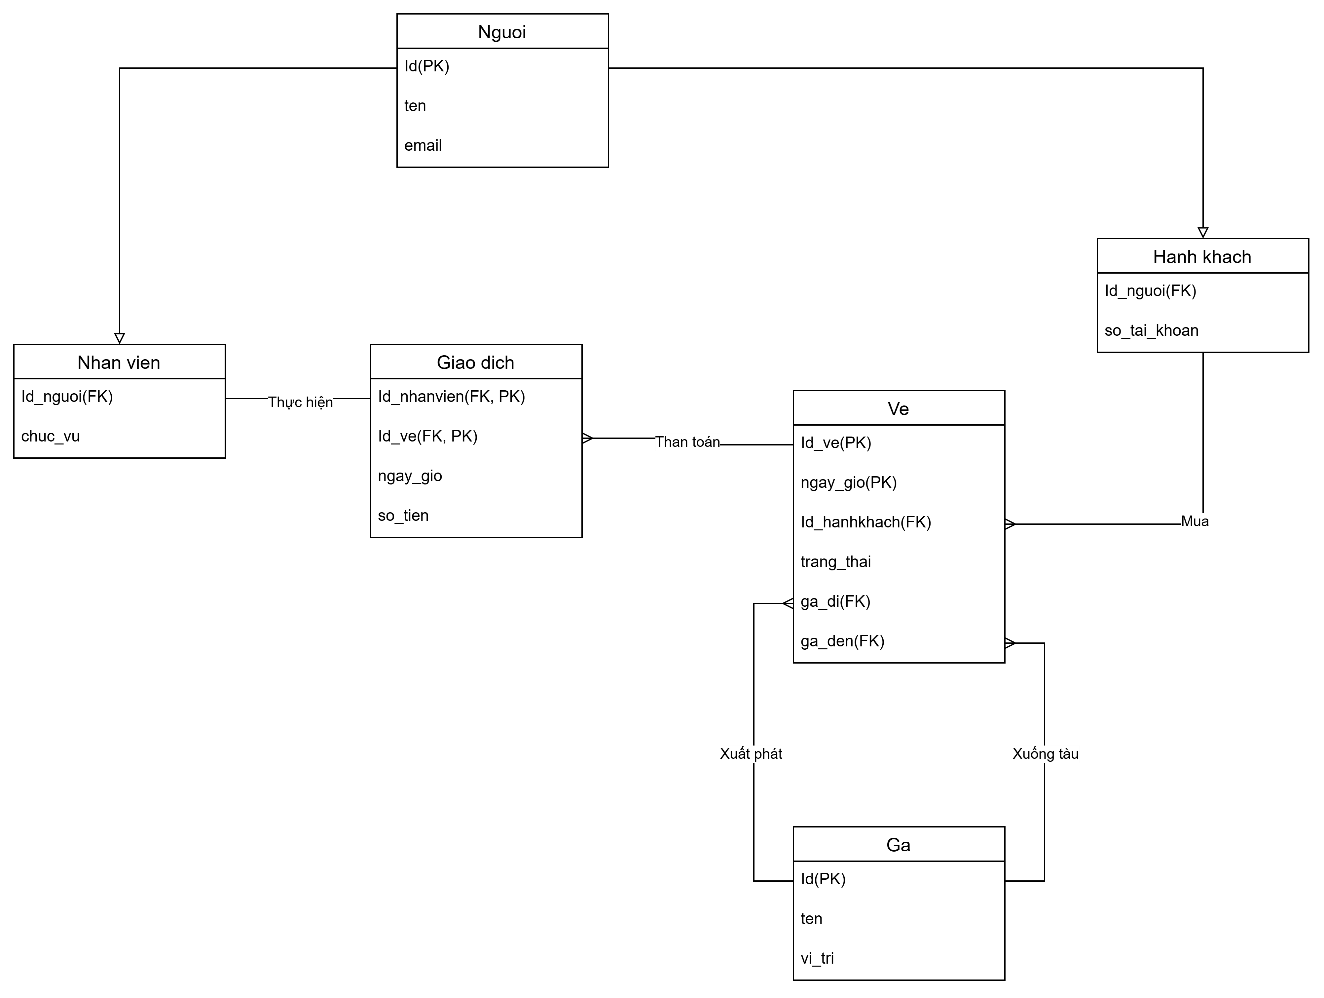 Nguoi
Id(PK)
ten
email
Hanh khach
Id_nguoi(FK)
so_tai_khoan
Nhan vien
Id_nguoi(FK)
chuc_vu
Thực hiện
Giao dich
Id_nhanvien(FK, PK)
Id_ve(FK, PK)
ngay_gio
so_tien
Than toán
Ve
Id_ve(PK)
ngay_gio(PK)
Id_hanhkhach(FK)
trang_thai
ga_di(FK)
ga_den(FK)
Mua
Xuất phát
Xuống tàu
Ga
Id(PK)
ten
vi_tri